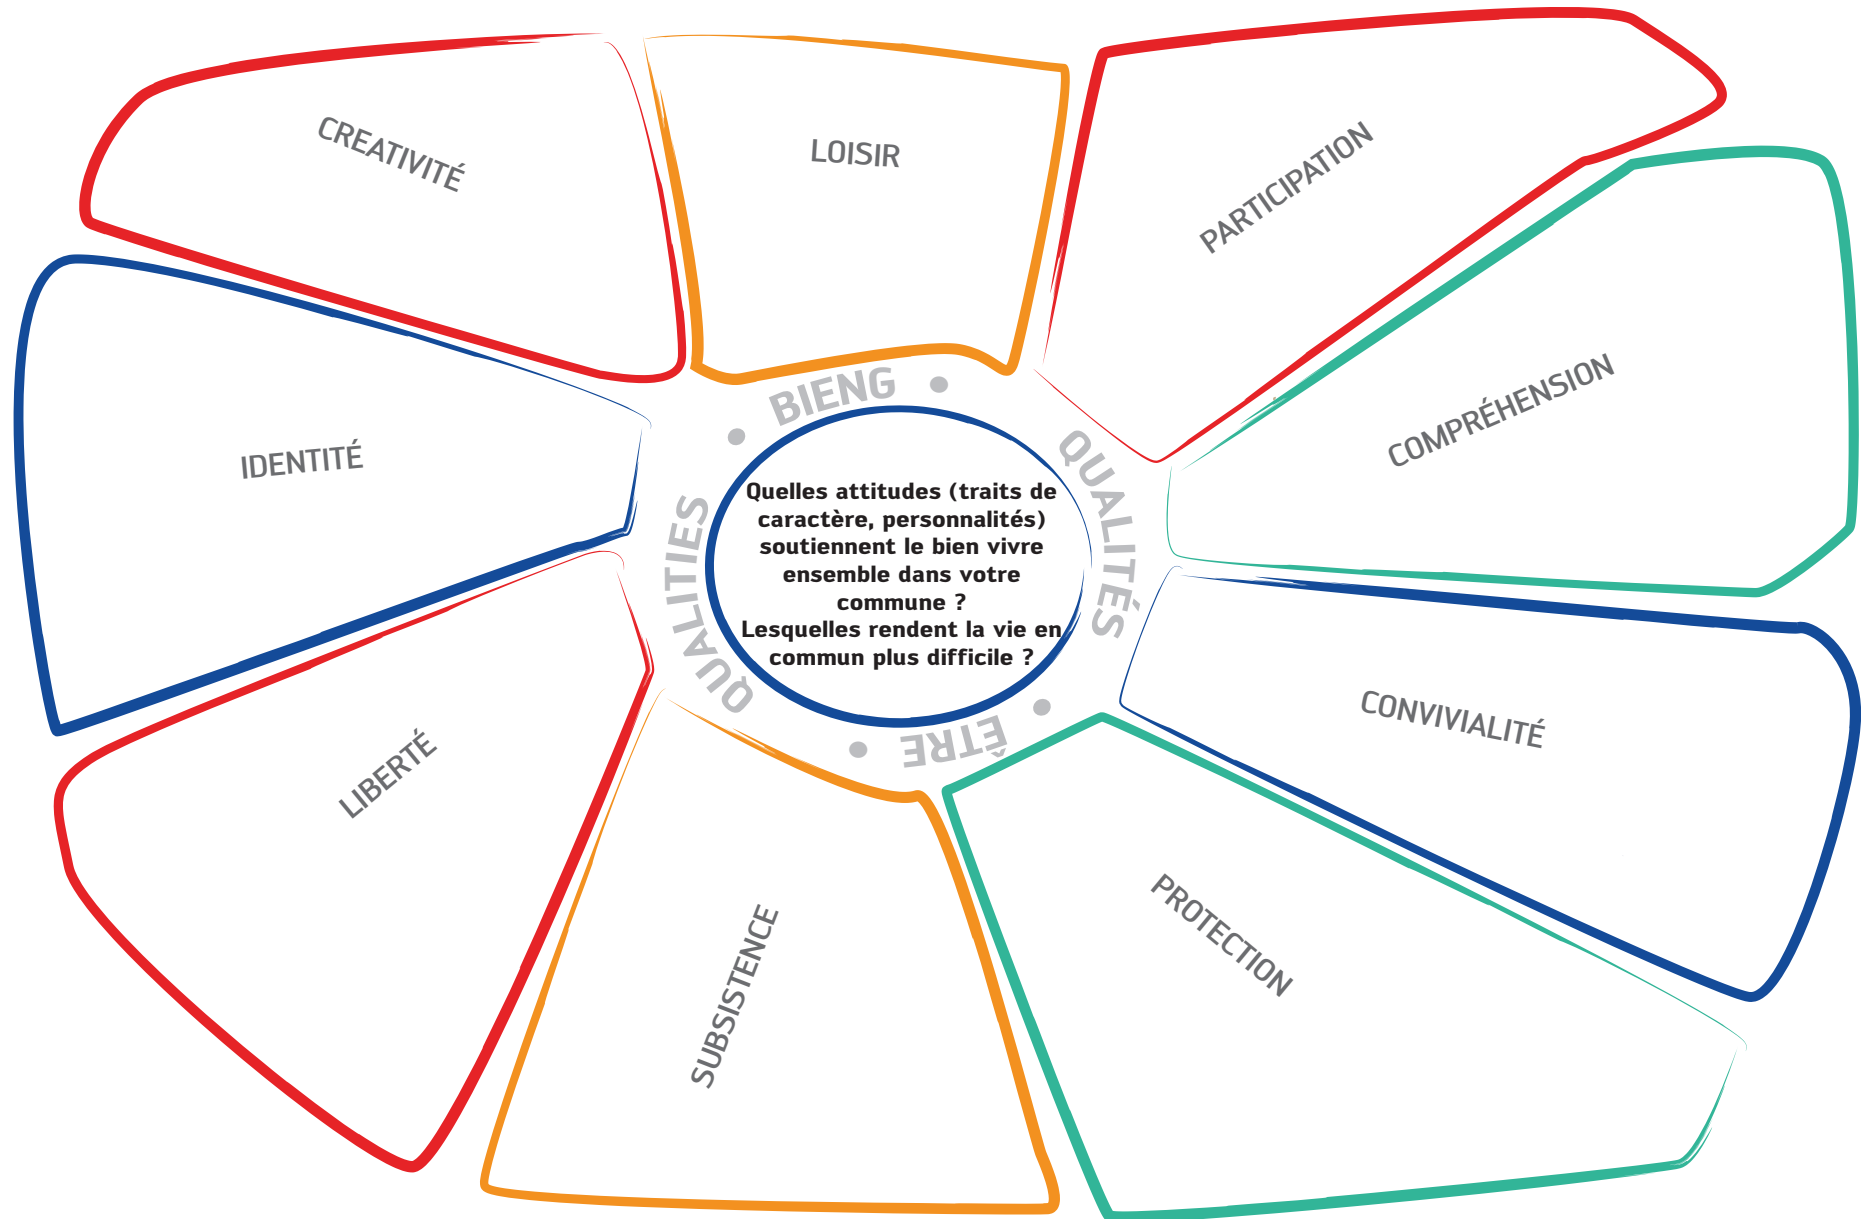 CREATIVITÉ
LOISIR
PARTICIPATION
COMPRÉHENSION
IDENTITÉ
• BIENG •
QUALITÉS
QUALITIES
Quelles attitudes (traits de
caractère, personnalités)
soutiennent le bien vivre
ensemble dans votre
commune ?
Lesquelles rendent la vie en
commun plus difficile ?
• ÊTRE •
CONVIVIALITÉ
LIBERTÉ
PROTECTION
SUBSISTENCE